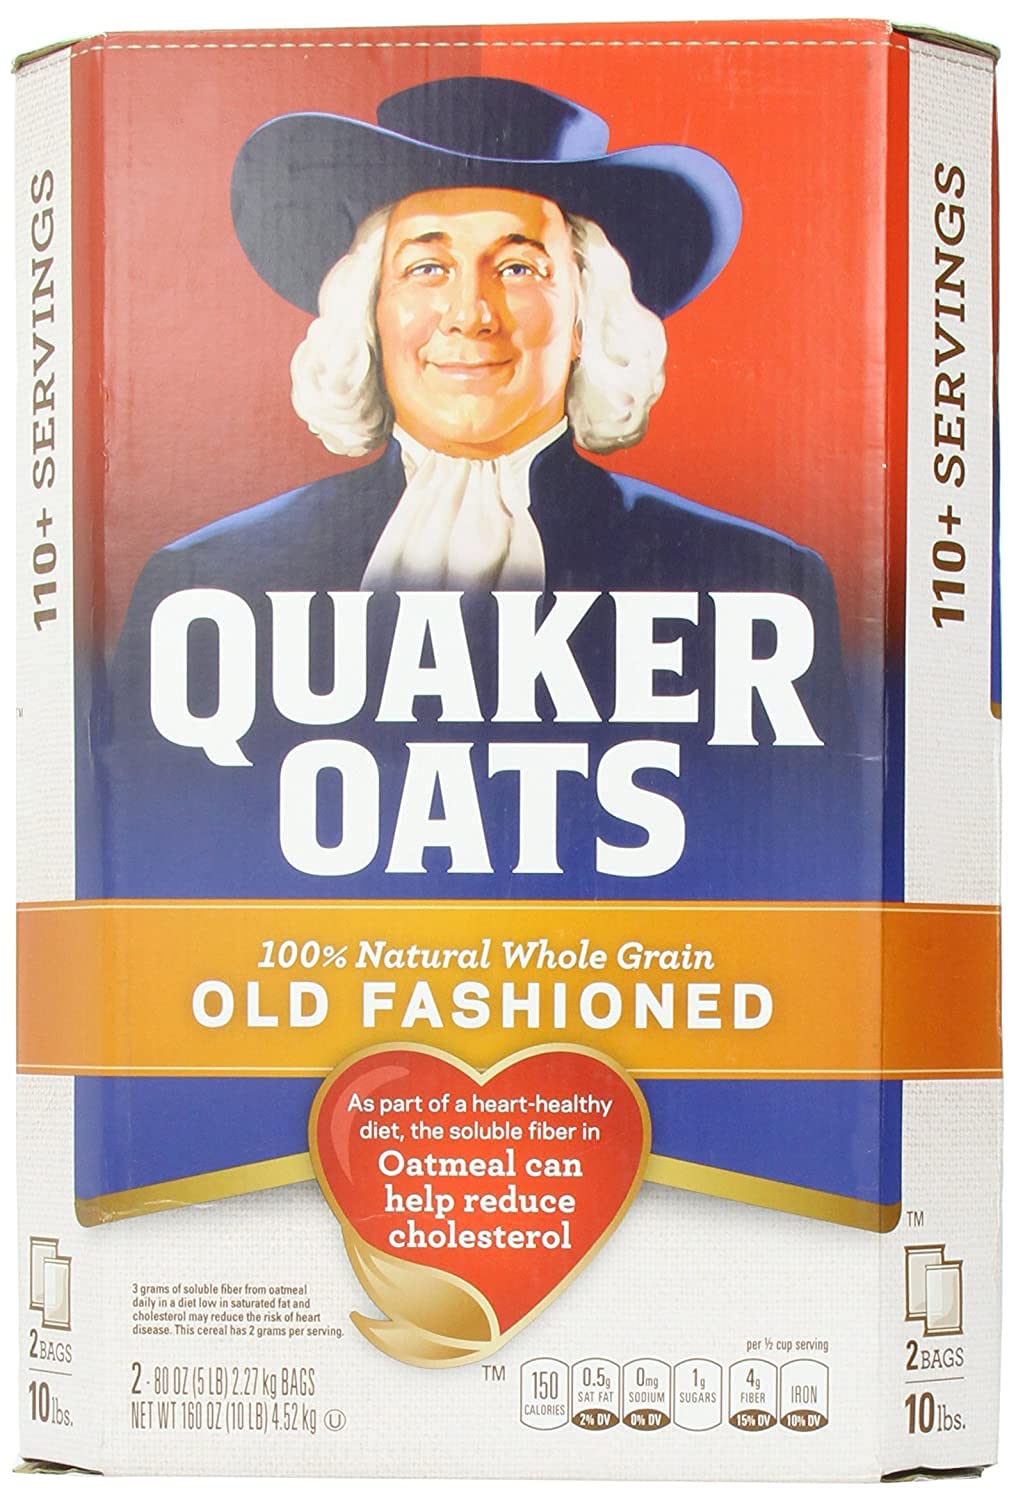 110+ SERVINGS
QUAKER
OATS
100% Natural Whole Grain
OLD FASHIONED
As part of a heart-healthy
diet, the soluble fiber in
Oatmeal can
help reduce
cholesterol
TM
3 grams of soluble fiber from oatmeal
daily in a diet low in saturated fat and
cholesterol may reduce the risk of heart
disease. This cereal has 2 grams per serving.
2 - 80 OZ (5 LB) 2.27 kg BAGS
NET WT 160 OZ (10 LB) 4.52 kg U
TM
per ½ cup serving
150 CALORIES
0.5g SAT FAT 2% DV
0mg SODIUM 0% DV
1g SUGARS
4g FIBER 15% DV
IRON 10% DV
2 BAGS
10 lbs.
110+ SERVINGS
TM
2 BAGS
10 lbs.